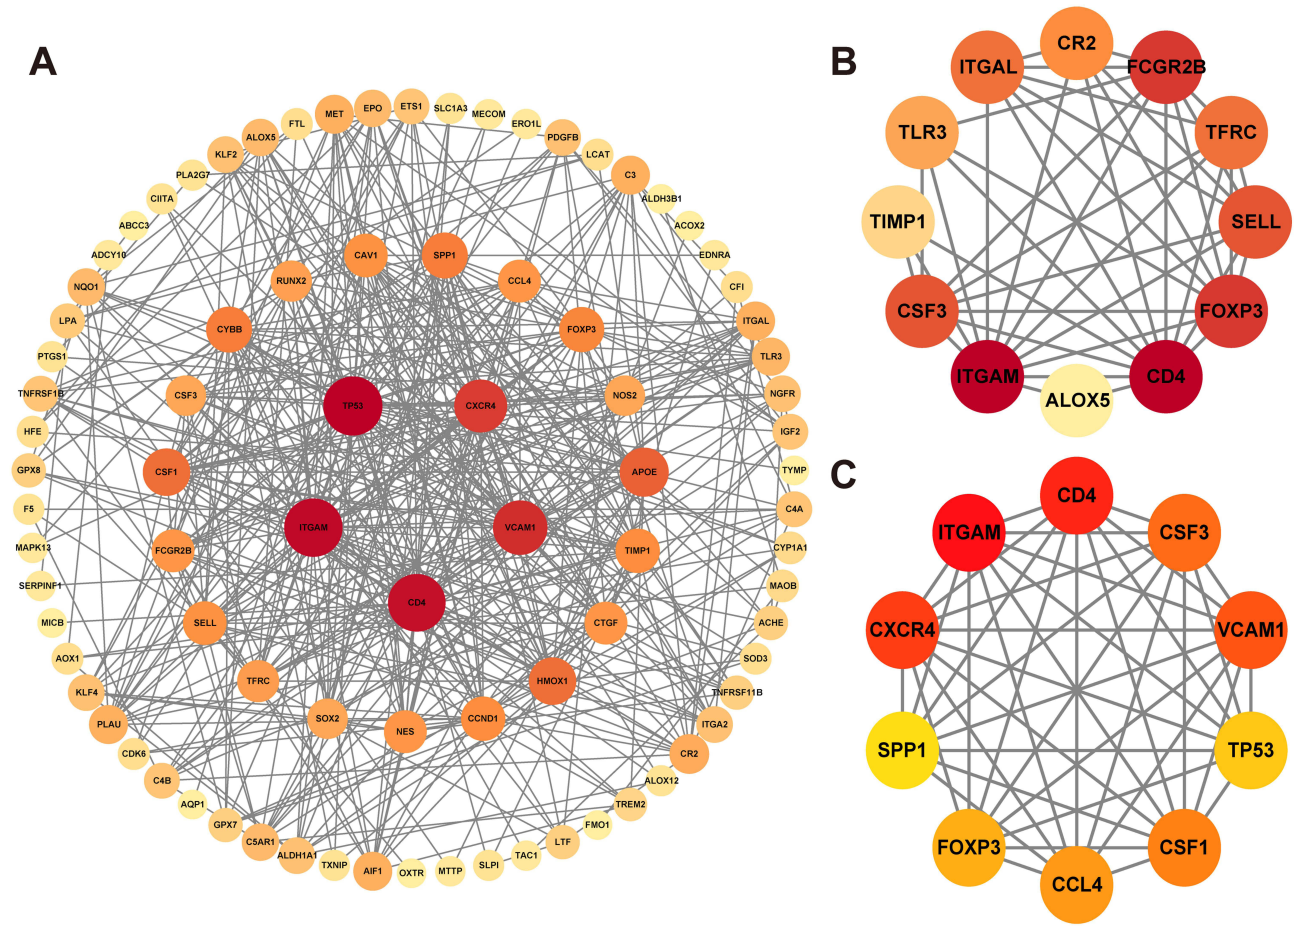 A
MET
EPO
ETS1
SLC1A3
MECOM
ERO1L
PDGFB
LCAT
C3
ALDH3B1
ACOX2
EDNRA
CFI
ITGAL
TLR3
NGFR
IGF2
TYMP
C4A
CYP1A1
MAOB
ACHE
SOD3
TNFRSF11B
ITGA2
CR2
ALOX12
TREM2
FMO1
LTF
TAC1
SLPI
MTTP
OXTR
AIF1
TXNIP
ALDH1A1
C5AR1
GPX7
AQP1
C4B
CDK6
PLAU
KLF4
AOX1
MICB
SERPINF1
MAPK13
F5
GPX8
HFE
TNFRSF1B
PTGS1
LPA
NQO1
ADCY10
ABCC3
CIITA
PLA2G7
KLF2
ALOX5
FTL
CAV1
SPP1
CCL4
FOXP3
NOS2
APOE
TIMP1
CTGF
HMOX1
CCND1
NES
SOX2
TFRC
SELL
FCGR2B
CSF1
CSF3
CYBB
RUNX2
TP53
CXCR4
VCAM1
CD4
ITGAM
B
CR2
FCGR2B
TFRC
SELL
FOXP3
CD4
ALOX5
ITGAM
CSF3
TIMP1
TLR3
ITGAL
C
CD4
CSF3
VCAM1
TP53
CSF1
CCL4
FOXP3
SPP1
CXCR4
ITGAM